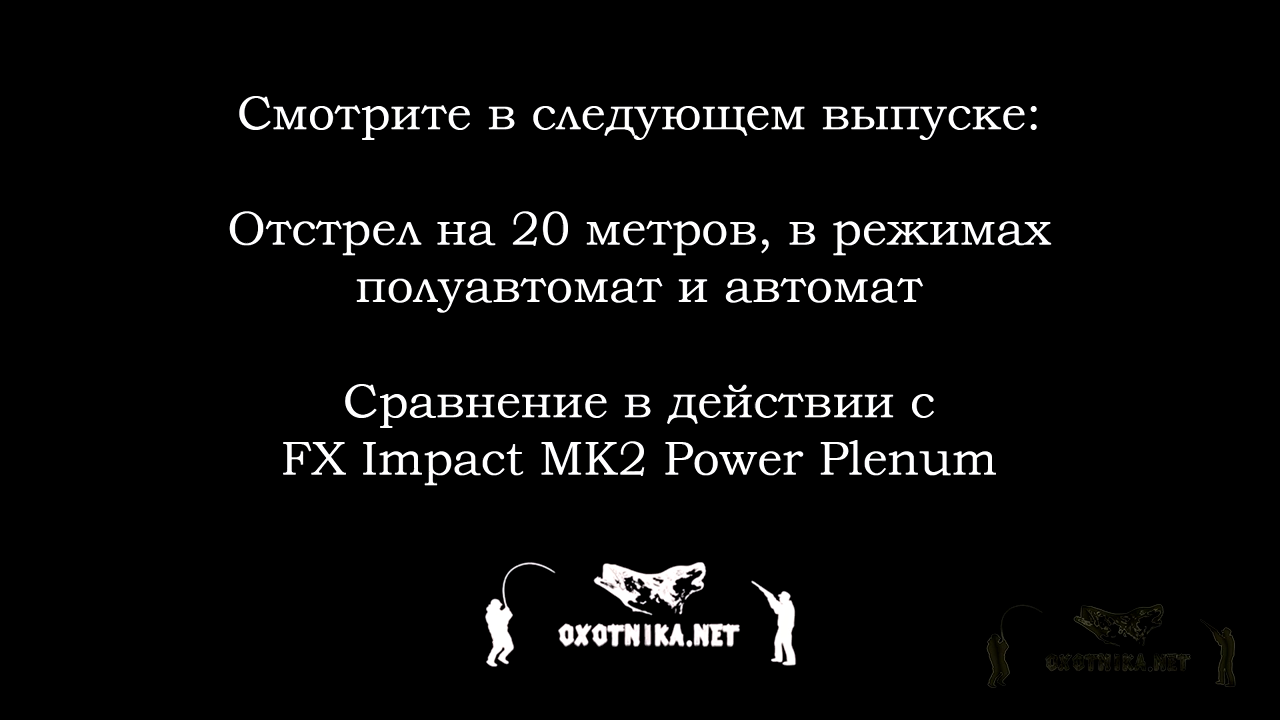 Смотрите в следующем выпуске:
Отстрел на 20 метров, в режимах
полуавтомат и автомат
Сравнение в действии с
FX Impact MK2 Power Plenum
OXOTNIKA.NET
OXOTNIKA.NET